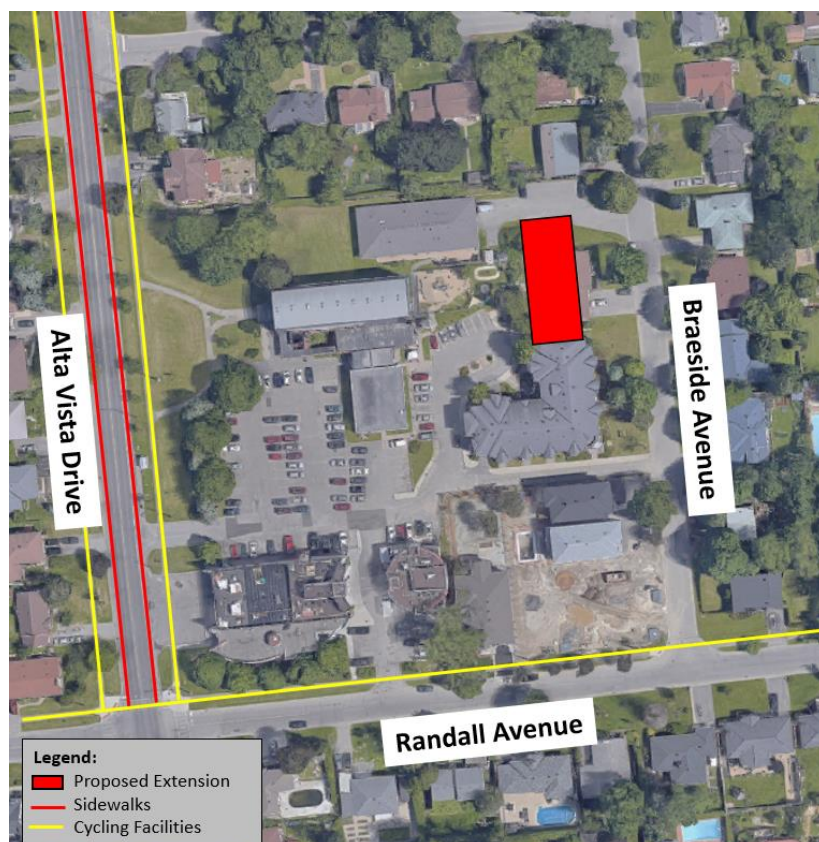 Alta Vista Drive
Braeside Avenue
Randall Avenue
Legend:
Proposed Extension
Sidewalks
Cycling Facilities